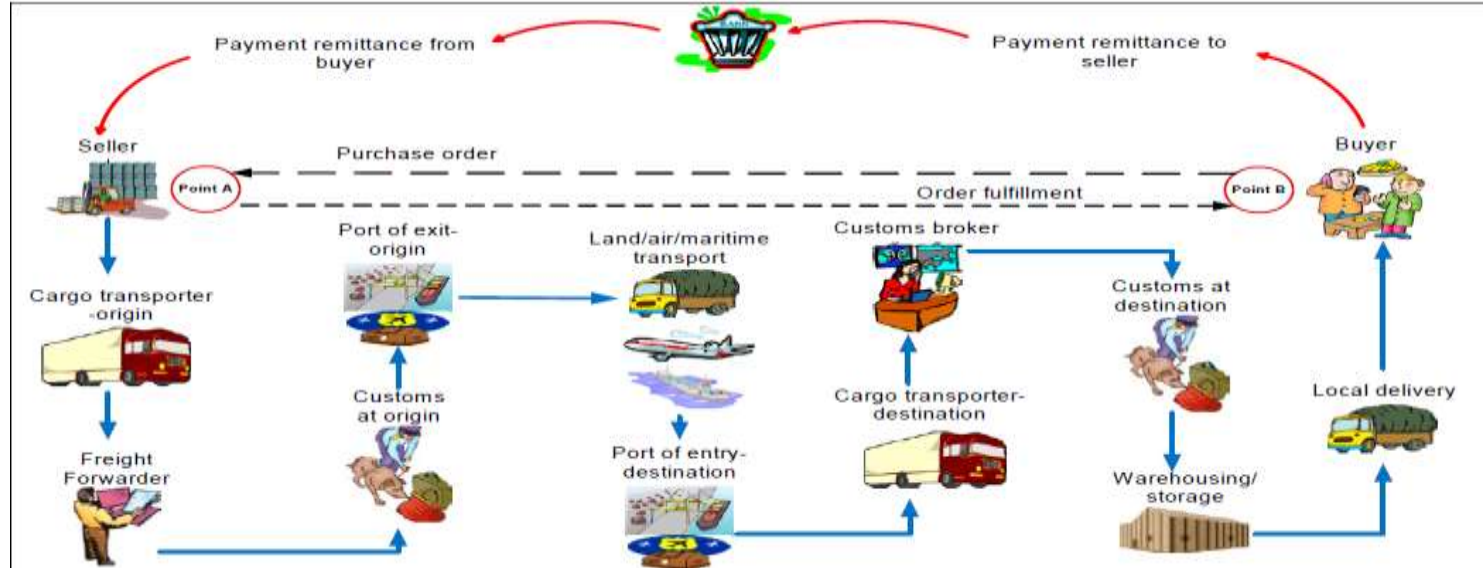 Payment remittance from
buyer
BANK
Payment remittance to
seller
Seller
Buyer
Purchase order
Point A
Point B
Order fulfillment
Port of exit-
origin
Land/air/maritime
transport
Customs broker
Cargo transporter
-origin
Customs at
destination
Customs
at origin
Cargo transporter-
destination
Local delivery
Freight
Forwarder
Port of entry-
destination
Warehousing/
storage